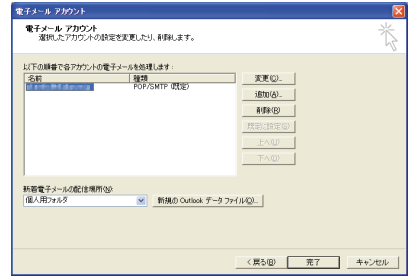 電子メール アカウント
電子メール アカウント
選択したアカウントの設定を変更したり、削除します。
以下の順番で各アカウントの電子メールを処理します:
名前 種類
POP/SMTP (既定)
変更(C)...
追加(A)...
削除(R)
既定に設定(D)
上へ(U)
下へ(N)
新着電子メールの配信場所(N):
個人用フォルダ
新規の Outlook データ ファイル(O)...
< 戻る(B)
完了
キャンセル